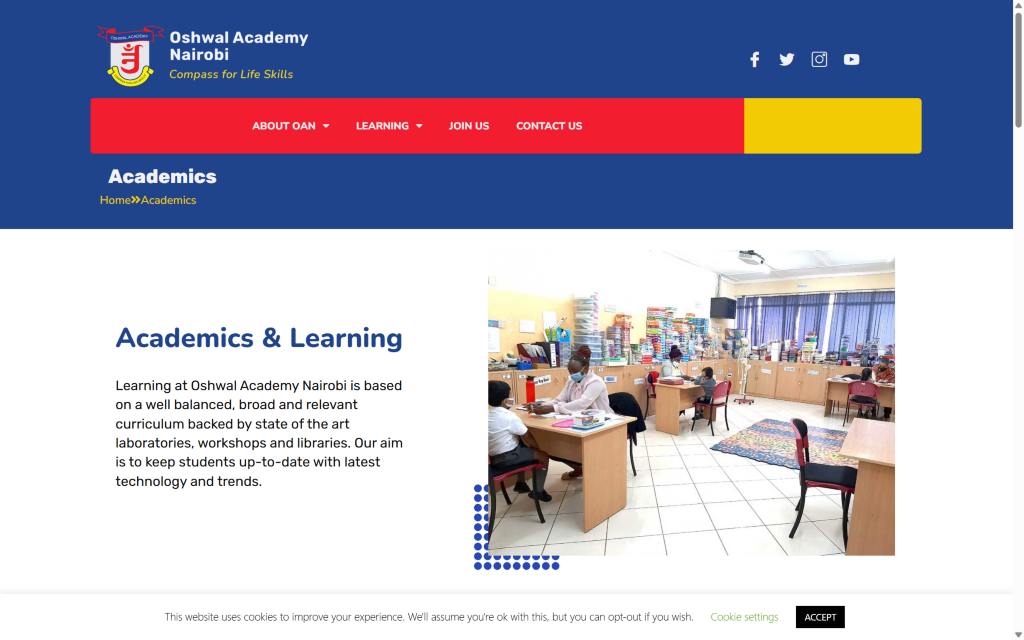 Oshwal Academy
Nairobi
Compass for Life Skills
ABOUT OAN
LEARNING
JOIN US
CONTACT US
Academics
Home»Academics
Academics & Learning
Learning at Oshwal Academy Nairobi is based
on a well balanced, broad and relevant
curriculum backed by state of the art
laboratories, workshops and libraries. Our aim
is to keep students up-to-date with latest
technology and trends.
This website uses cookies to improve your experience. We'll assume you're ok with this, but you can opt-out if you wish.
Cookie settings
ACCEPT